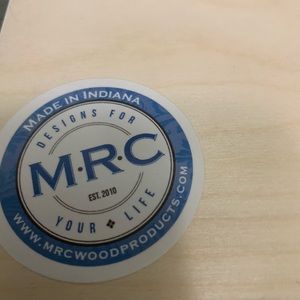 MADE IN INDIANA
DESIGNS FOR
M·R·C
EST. 2010
YOUR LIFE
WWW.MRCWOODPRODUCTS.COM